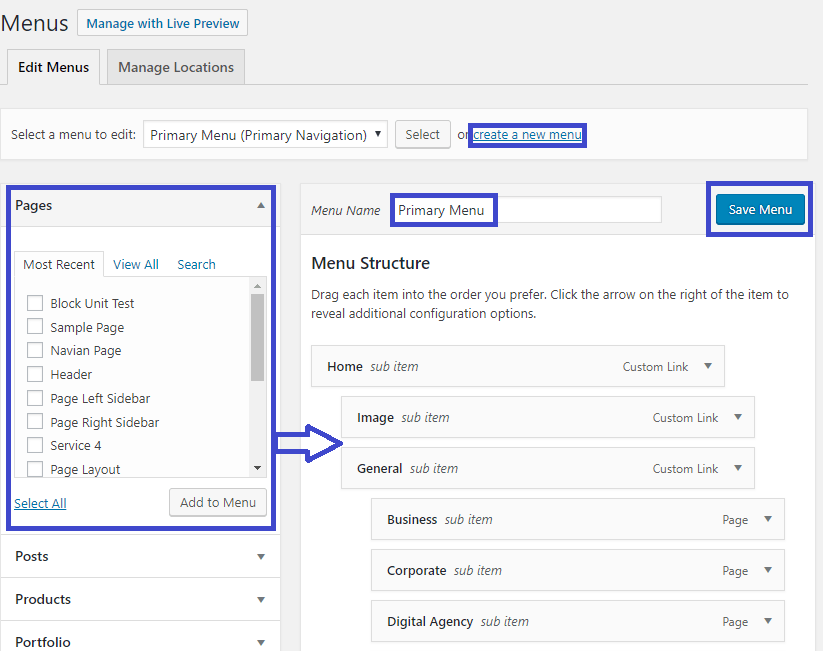 Menus Manage with Live Preview
Edit Menus Manage Locations
Select a menu to edit: Primary Menu (Primary Navigation) Select or create a new menu
Pages
Most Recent View All Search
Block Unit Test
Sample Page
Navian Page
Header
Page Left Sidebar
Page Right Sidebar
Service 4
Page Layout
Select All Add to Menu
Posts
Products
Portfolio
Menu Name Primary Menu Save Menu
Menu Structure
Drag each item into the order you prefer. Click the arrow on the right of the item to
reveal additional configuration options.
Home sub item Custom Link
Image sub item Custom Link
General sub item Custom Link
Business sub item Page
Corporate sub item Page
Digital Agency sub item Page